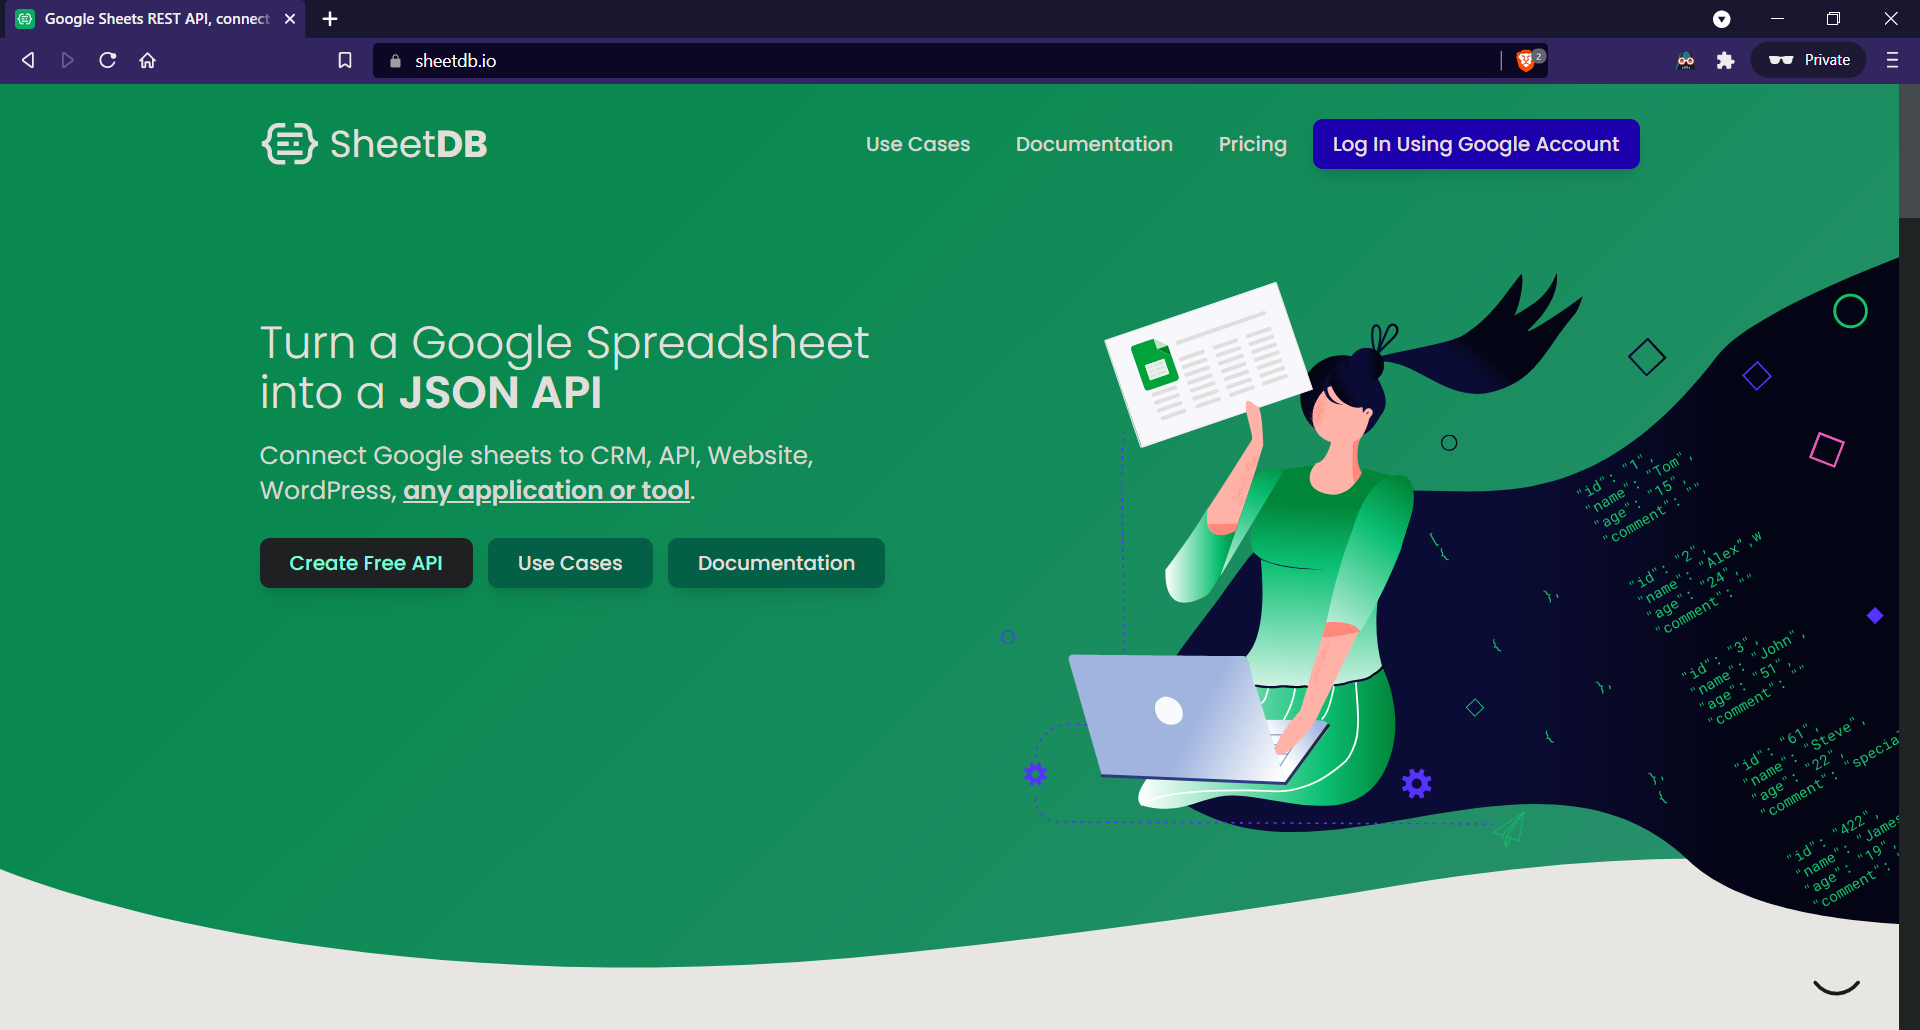 Google Sheets REST API, connect
sheetdb.io
2
Private
SheetDB
Use Cases
Documentation
Pricing
Log In Using Google Account
Turn a Google Spreadsheet
into a JSON API
Connect Google sheets to CRM, API, Website,
WordPress, any application or tool.
Create Free API
Use Cases
Documentation
[
{
"id": "1",
"name": "Tom",
"age": "15",
"comment": ""
},
{
"id": "2",
"name": "Alex",w
"age": "24",
"comment": ""
},
{
"id": "3",
"name": "John",
"age": "51",
"comment": ""
},
{
"id": "61",
"name": "Steve",
"age": "22",
"comment": "specia
"id": "422",
"name": "James
"age": "19",
"comment":